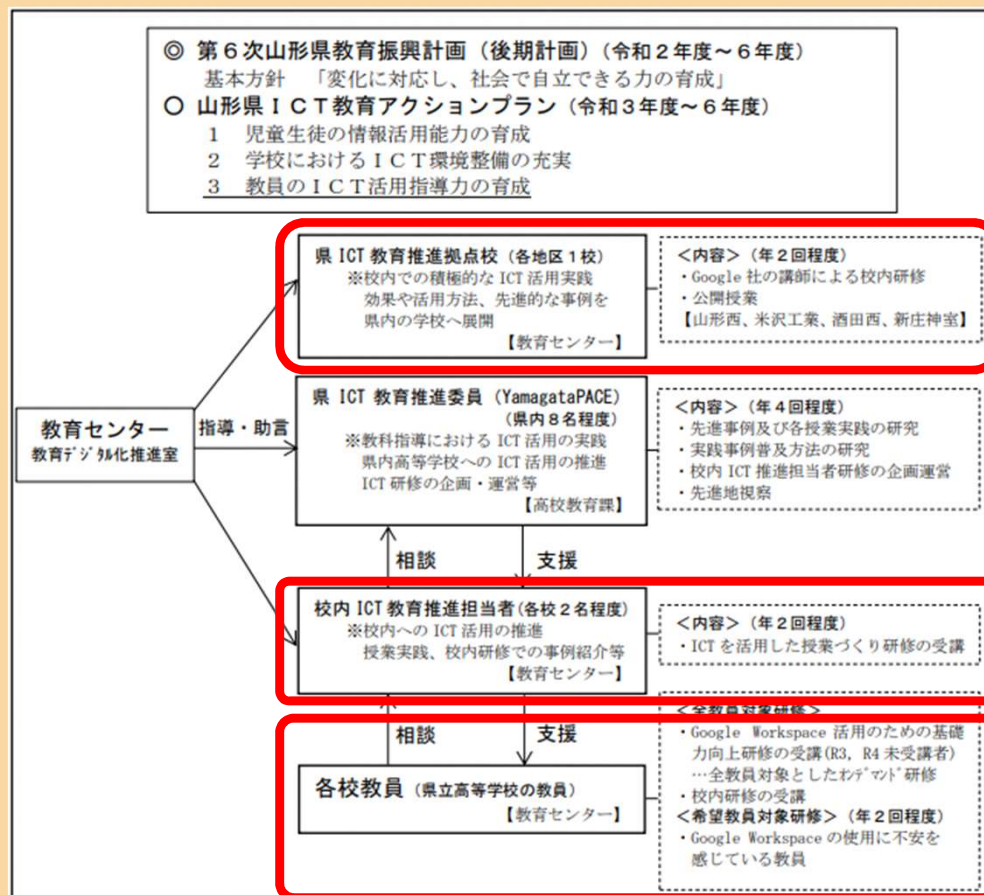 ◎ 第６次山形県教育振興計画（後期計画）（令和２年度～６年度）
基本方針　「変化に対応し、社会で自立できる力の育成」
○ 山形県ＩＣＴ教育アクションプラン（令和３年度～６年度）
１　児童生徒の情報活用能力の育成
２　学校におけるＩＣＴ環境整備の充実
３　教員のＩＣＴ活用指導力の育成
県 ICT 教育推進拠点校（各地区１校）
※校内での積極的な ICT 活用実践
効果や活用方法、先進的な事例を
県内の学校へ展開
【教育センター】
＜内容＞（年２回程度）
・Google 社の講師による校内研修
・公開授業
【山形西、米沢工業、酒田西、新庄神室】
教育センター
教育ﾃﾞｼﾞﾀﾙ化推進室
指導・助言
県 ICT 教育推進委員（YamagataPACE）
（県内８名程度）
※教科指導における ICT 活用の実践
県内高等学校への ICT 活用の推進
ICT 研修の企画・運営等
【高校教育課】
＜内容＞（年４回程度）
・先進事例及び各授業実践の研究
・実践事例普及方法の研究
・校内 ICT 推進担当者研修の企画運営
・先進地視察
相談
支援
校内 ICT 教育推進担当者（各校２名程度）
※校内への ICT 活用の推進
授業実践、校内研修での事例紹介等
【教育センター】
＜内容＞（年２回程度）
・ICT を活用した授業づくり研修の受講
相談
支援
各校教員（県立高等学校の教員）
【教育センター】
＜全教員対象研修＞
・Google Workspace 活用のための基礎
力向上研修の受講(R3, R4 未受講者)
…全教員対象としたｵﾝﾃﾞﾏﾝﾄﾞ研修
・校内研修の受講
＜希望教員対象研修＞（年２回程度）
・Google Workspace の使用に不安を
感じている教員